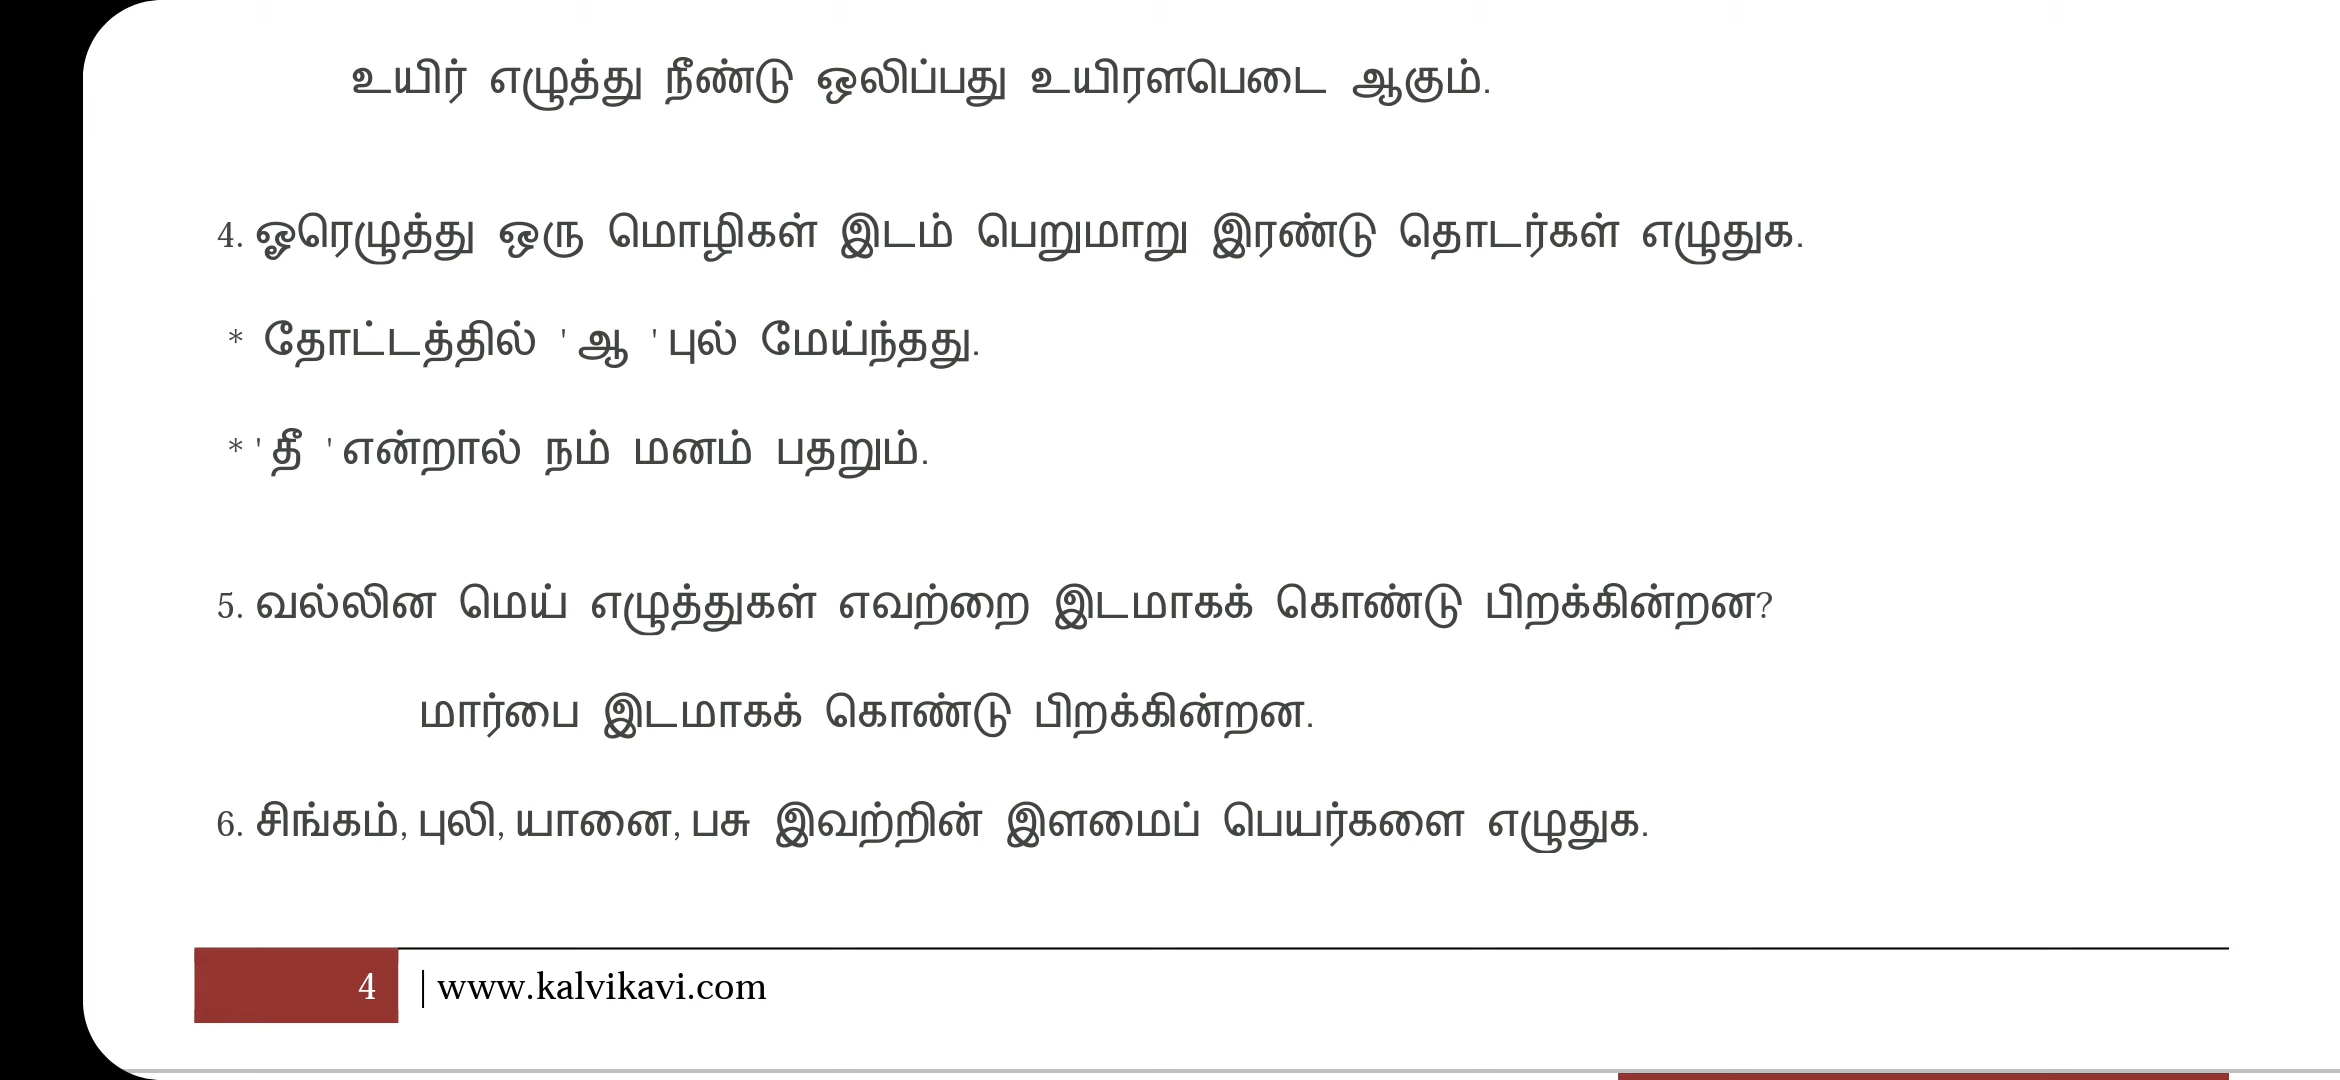 உயிர் எழுத்து நீண்டு ஒலிப்பது உயிரளபெடை ஆகும்.
4. ஓரெழுத்து ஒரு மொழிகள் இடம் பெறுமாறு இரண்டு தொடர்கள் எழுதுக.
* தோட்டத்தில் ' ஆ ' புல் மேய்ந்தது.
* ' தீ ' என்றால் நம் மனம் பதறும்.
5. வல்லின மெய் எழுத்துகள் எவற்றை இடமாகக் கொண்டு பிறக்கின்றன?
மார்பை இடமாகக் கொண்டு பிறக்கின்றன.
6. சிங்கம், புலி, யானை, பசு இவற்றின் இளமைப் பெயர்களை எழுதுக.
4 | www.kalvikavi.com